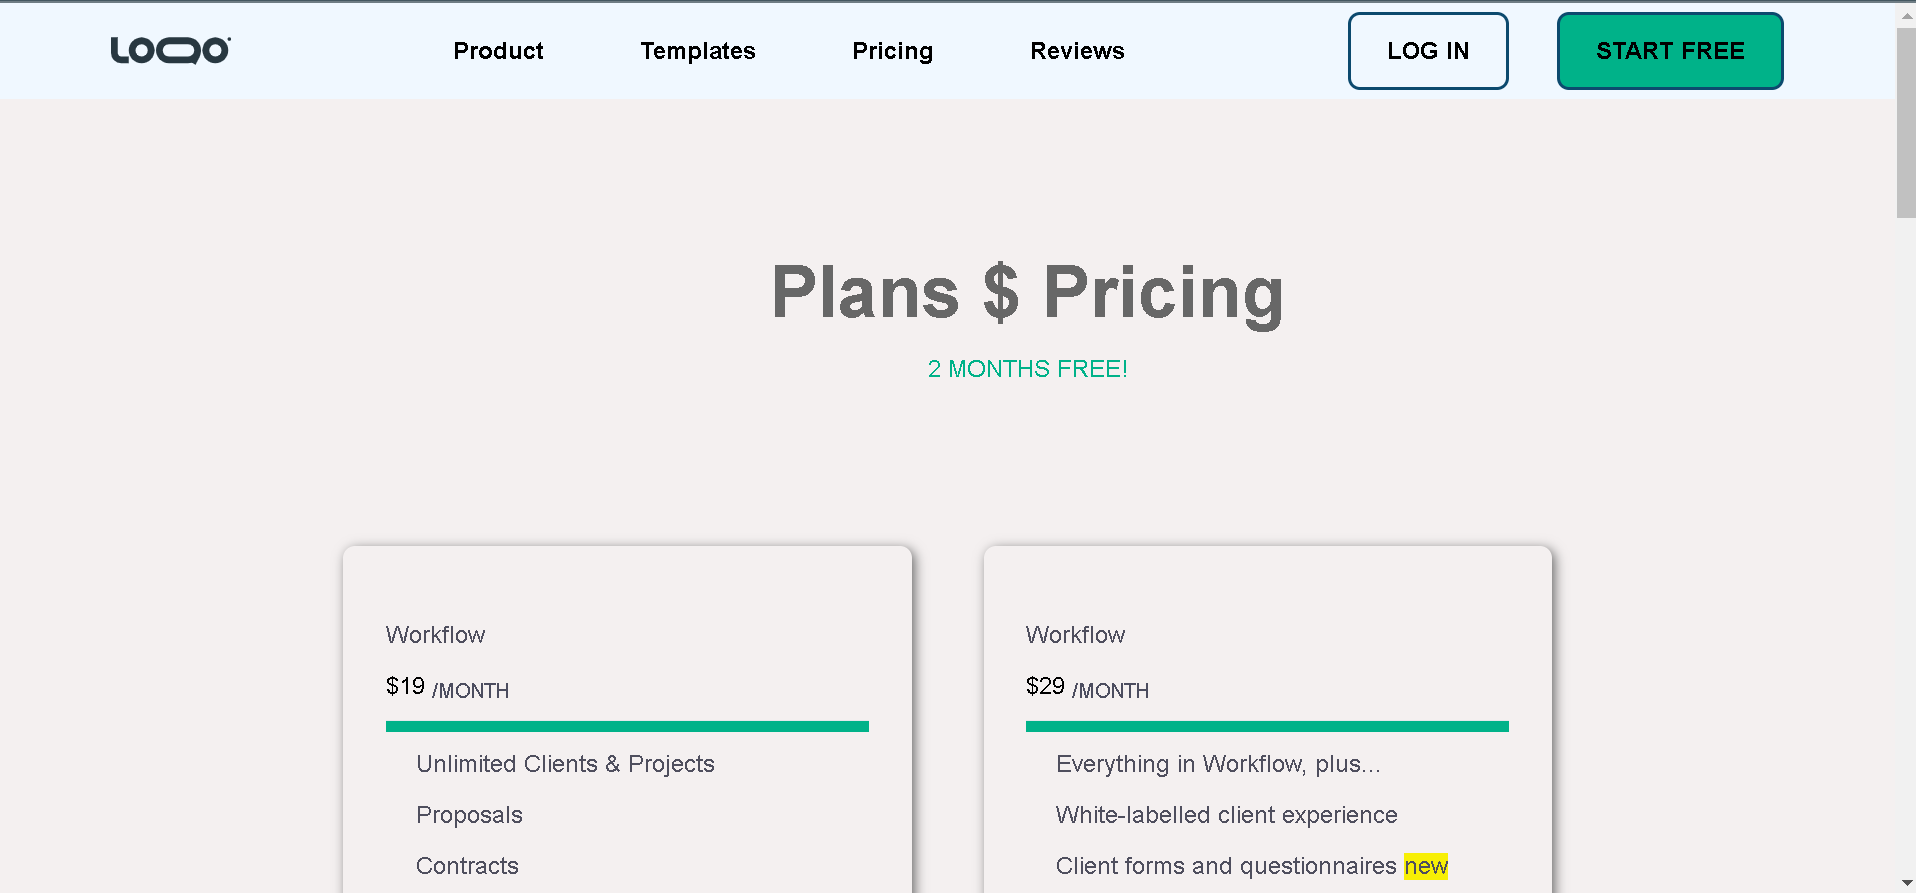 LOQO
Product Templates Pricing Reviews LOG IN START FREE
Plans $ Pricing
2 MONTHS FREE!
Workflow
$19 /MONTH
Unlimited Clients & Projects
Proposals
Contracts
Workflow
$29 /MONTH
Everything in Workflow, plus...
White-labelled client experience
Client forms and questionnaires new